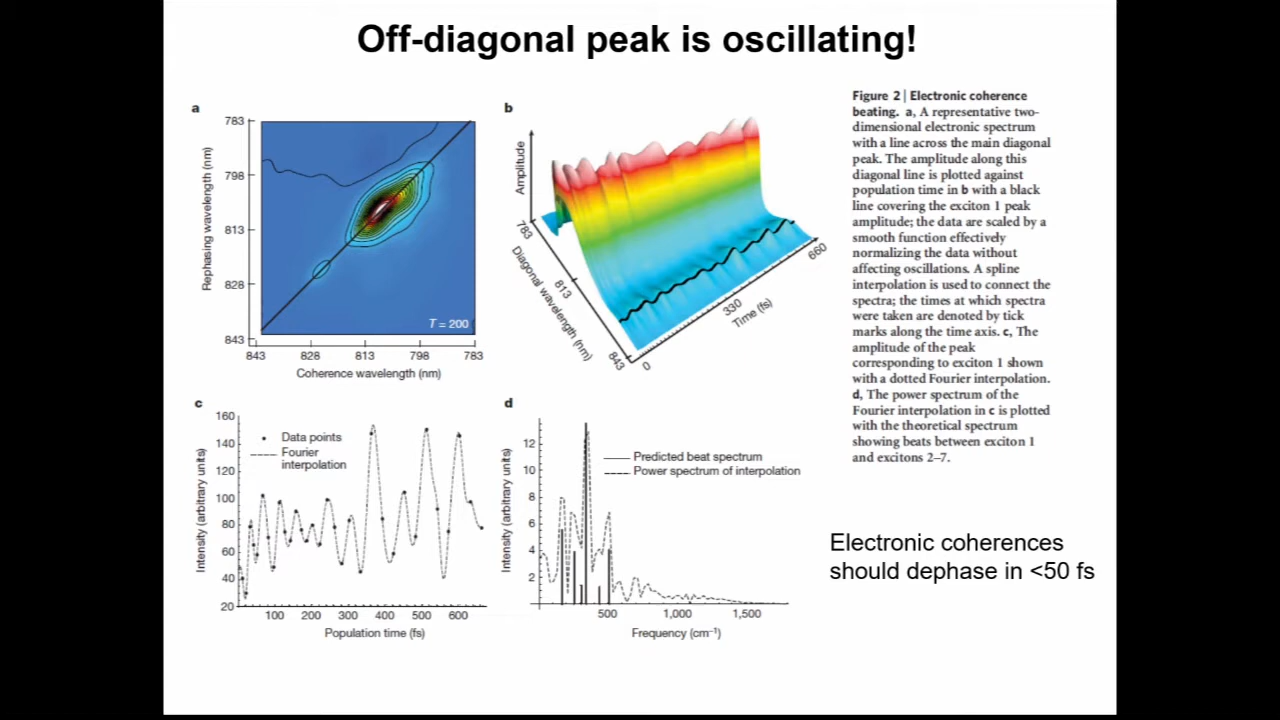 Off-diagonal peak is oscillating!
a
783
798
813
828
843
Rephasing wavelength (nm)
T = 200
843
828
813
798
783
Coherence wavelength (nm)
b
Amplitude
783
813
843
Diagonal wavelength (nm)
0
330
660
Time (fs)
Figure 2 | Electronic coherence
beating. a, A representative two-
dimensional electronic spectrum
with a line across the main diagonal
peak. The amplitude along this
diagonal line is plotted against
population time in b with a black
line covering the exciton 1 peak
amplitude; the data are scaled by a
smooth function effectively
normalizing the data without
affecting oscillations. A spline
interpolation is used to connect the
spectra; the times at which spectra
were taken are denoted by tick
marks along the time axis. c, The
amplitude of the peak
corresponding to exciton 1 shown
with a dotted Fourier interpolation.
d, The power spectrum of the
Fourier interpolation in c is plotted
with the theoretical spectrum
showing beats between exciton 1
and excitons 2–7.
c
160
140
120
100
80
60
40
20
Intensity (arbitrary units)
Data points
Fourier
interpolation
100
200
300
400
500
600
Population time (fs)
d
12
10
8
6
4
2
Intensity (arbitrary units)
Predicted beat spectrum
Power spectrum of interpolation
500
1,000
1,500
Frequency (cm⁻¹)
Electronic coherences
should dephase in <50 fs